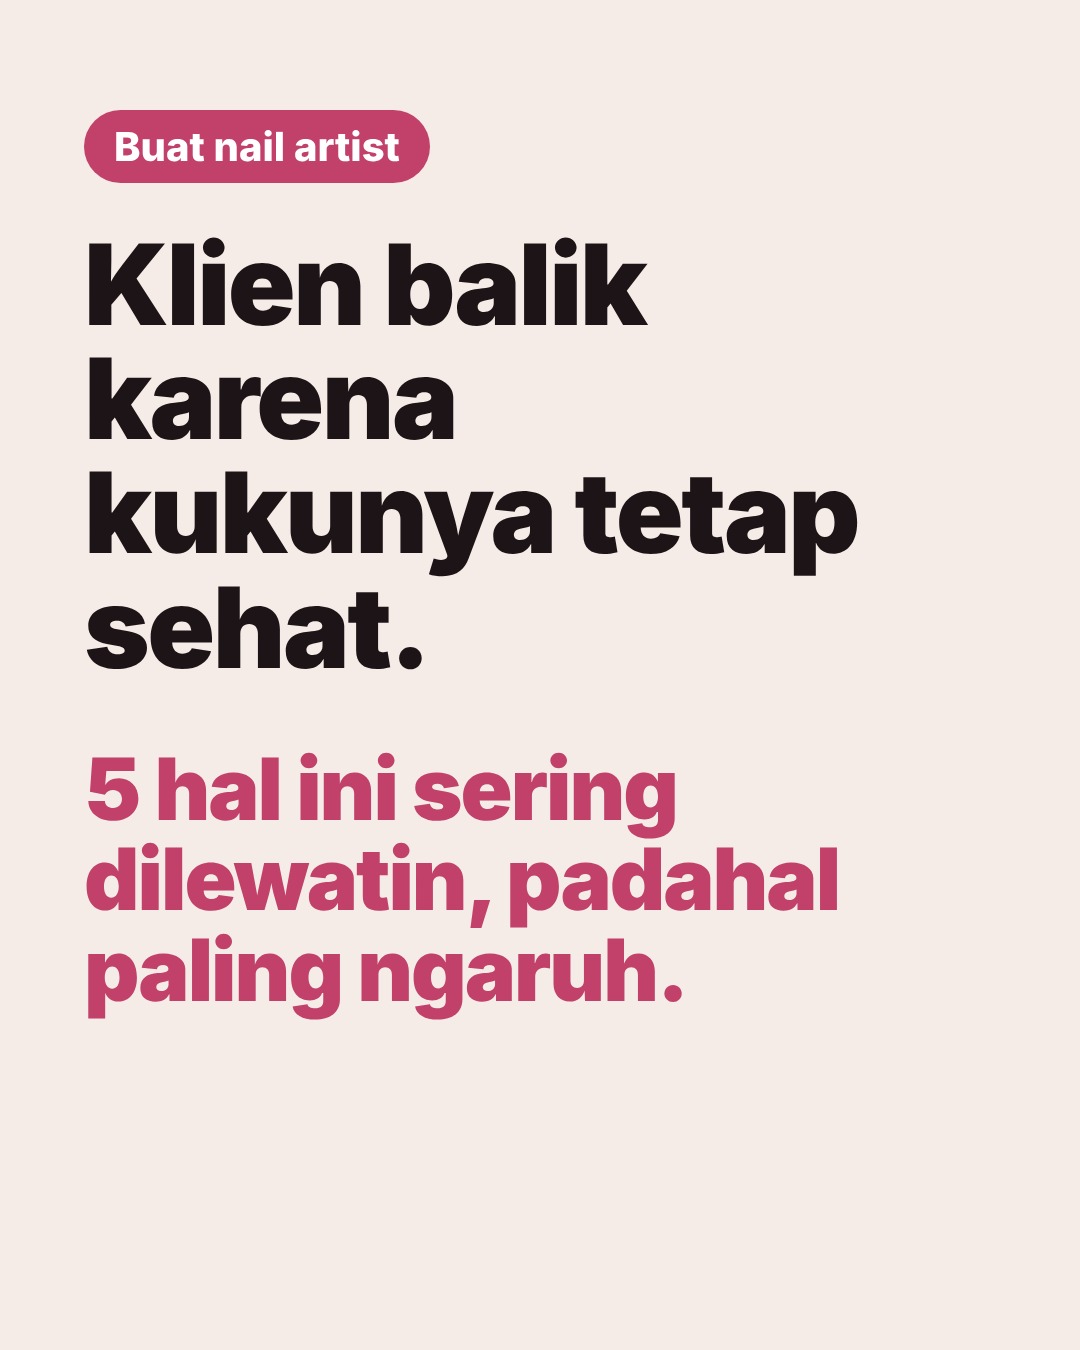 Buat nail artist
Klien balik
karena
kukunya tetap
sehat.
5 hal ini sering
dilewatin, padahal
paling ngaruh.